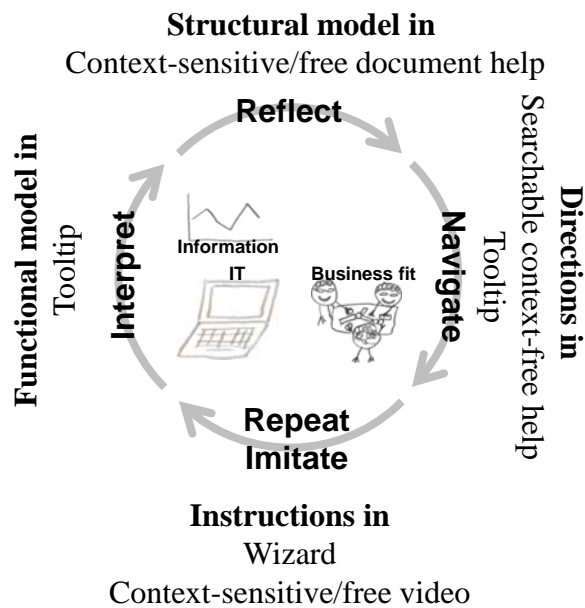 Structural model in
Context-sensitive/free document help
Reflect
Functional model in
Tooltip
Interpret
Information
IT
Business fit
Navigate
Tooltip
Searchable context-free help
Directions in
Repeat
Imitate
Instructions in
Wizard
Context-sensitive/free video